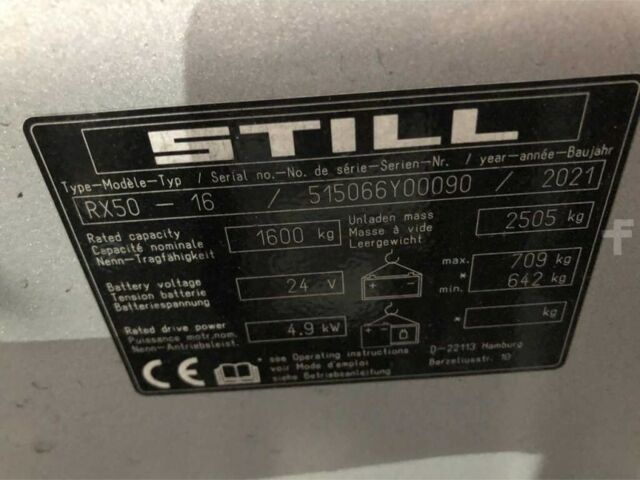 STILL
Type-Modèle-Typ / Serial no.-No. de série-Serien-Nr. / year-année-Baujahr
RX50 - 16 / 515066Y00090 / 2021
Rated capacity
Capacité nominale
Nenn-Tragfähigkeit
1600 kg
Unladen mass
Masse à vide
Leergewicht
2505 kg
Battery voltage
Tension batterie
Batteriespannung
24 V
max. 709 kg
*
min. 642 kg
Rated drive power
Puissance motr.nom.
Nenn-Antriebsleist.
4.9 kW
* kg
CE
* see Operating instructions
voir Mode d'emploi
siehe Betriebsanleitung
D-22113 Hamburg
Berzeliusstr. 10
F